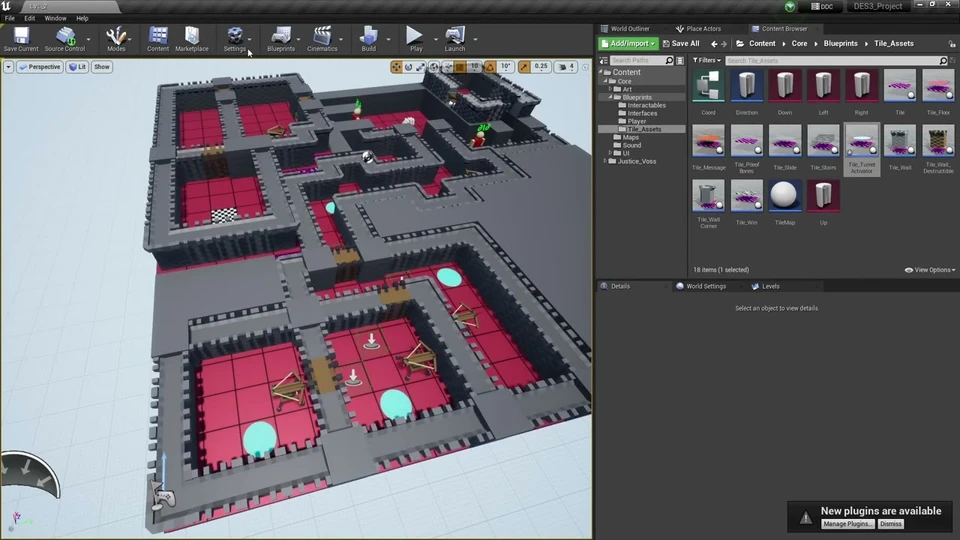 DDC
DES3_Project
File Edit Window Help
Save Current
Source Control
Modes
Content
Marketplace
Settings
Blueprints
Cinematics
Build
Play
Launch
World Outliner
Place Actors
Content Browser
Add/Import
Save All
Content
Core
Blueprints
Tile_Assets
Perspective
Lit
Show
10
10°
0.25
4
Search Paths
Filters
Search Tile_Assets
Content
Core
Art
Blueprints
Interactables
Interfaces
Player
Tile_Assets
Maps
Sound
UI
Justice_Voss
Coord
Direction
Down
Left
Right
Tile
Tile_Floor
Tile_Message
Tile_Slide
Tile_Stairs
Tile_Turret
Activator
Tile_Wall
Tile_Wall_
Destructible
Tile_Wall
Corner
Tile_Win
TileMap
Up
18 items (1 selected)
View Options
Details
World Settings
Levels
Select an object to view details
New plugins are available
Manage Plugins...
Dismiss